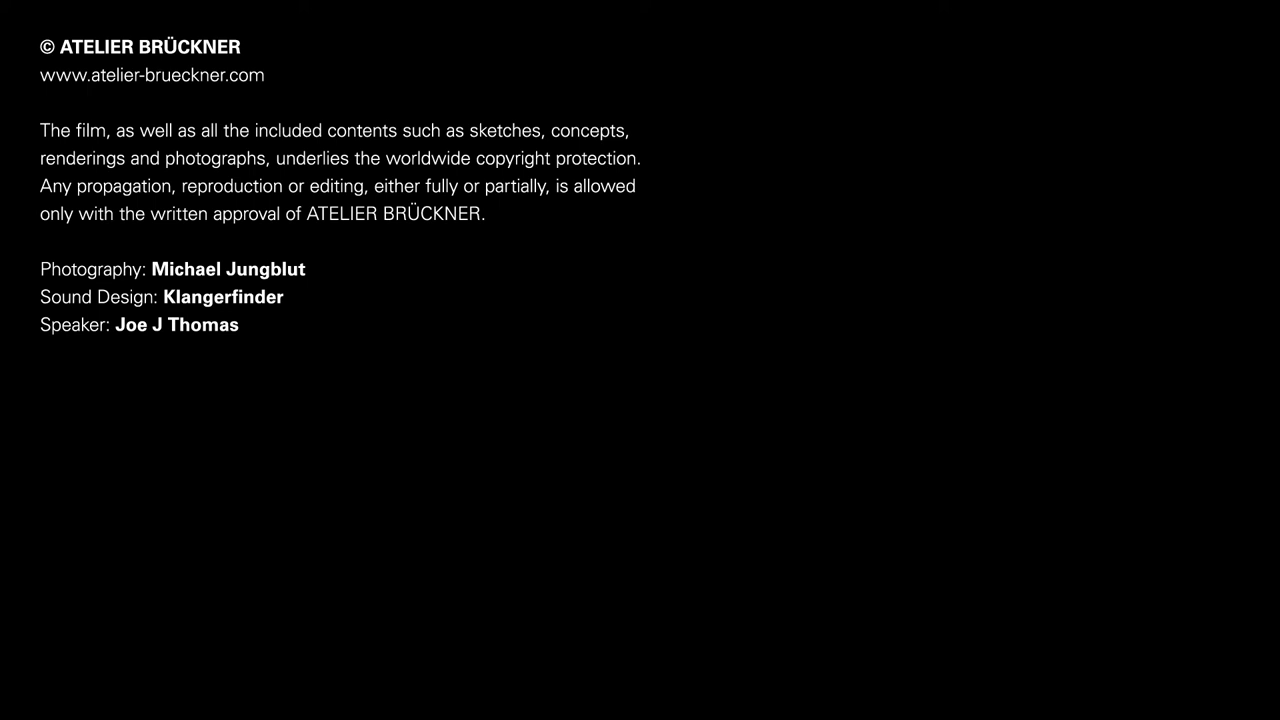 © ATELIER BRÜCKNER
www.atelier-brueckner.com
The film, as well as all the included contents such as sketches, concepts,
renderings and photographs, underlies the worldwide copyright protection.
Any propagation, reproduction or editing, either fully or partially, is allowed
only with the written approval of ATELIER BRÜCKNER.
Photography: Michael Jungblut
Sound Design: Klangerfinder
Speaker: Joe J Thomas